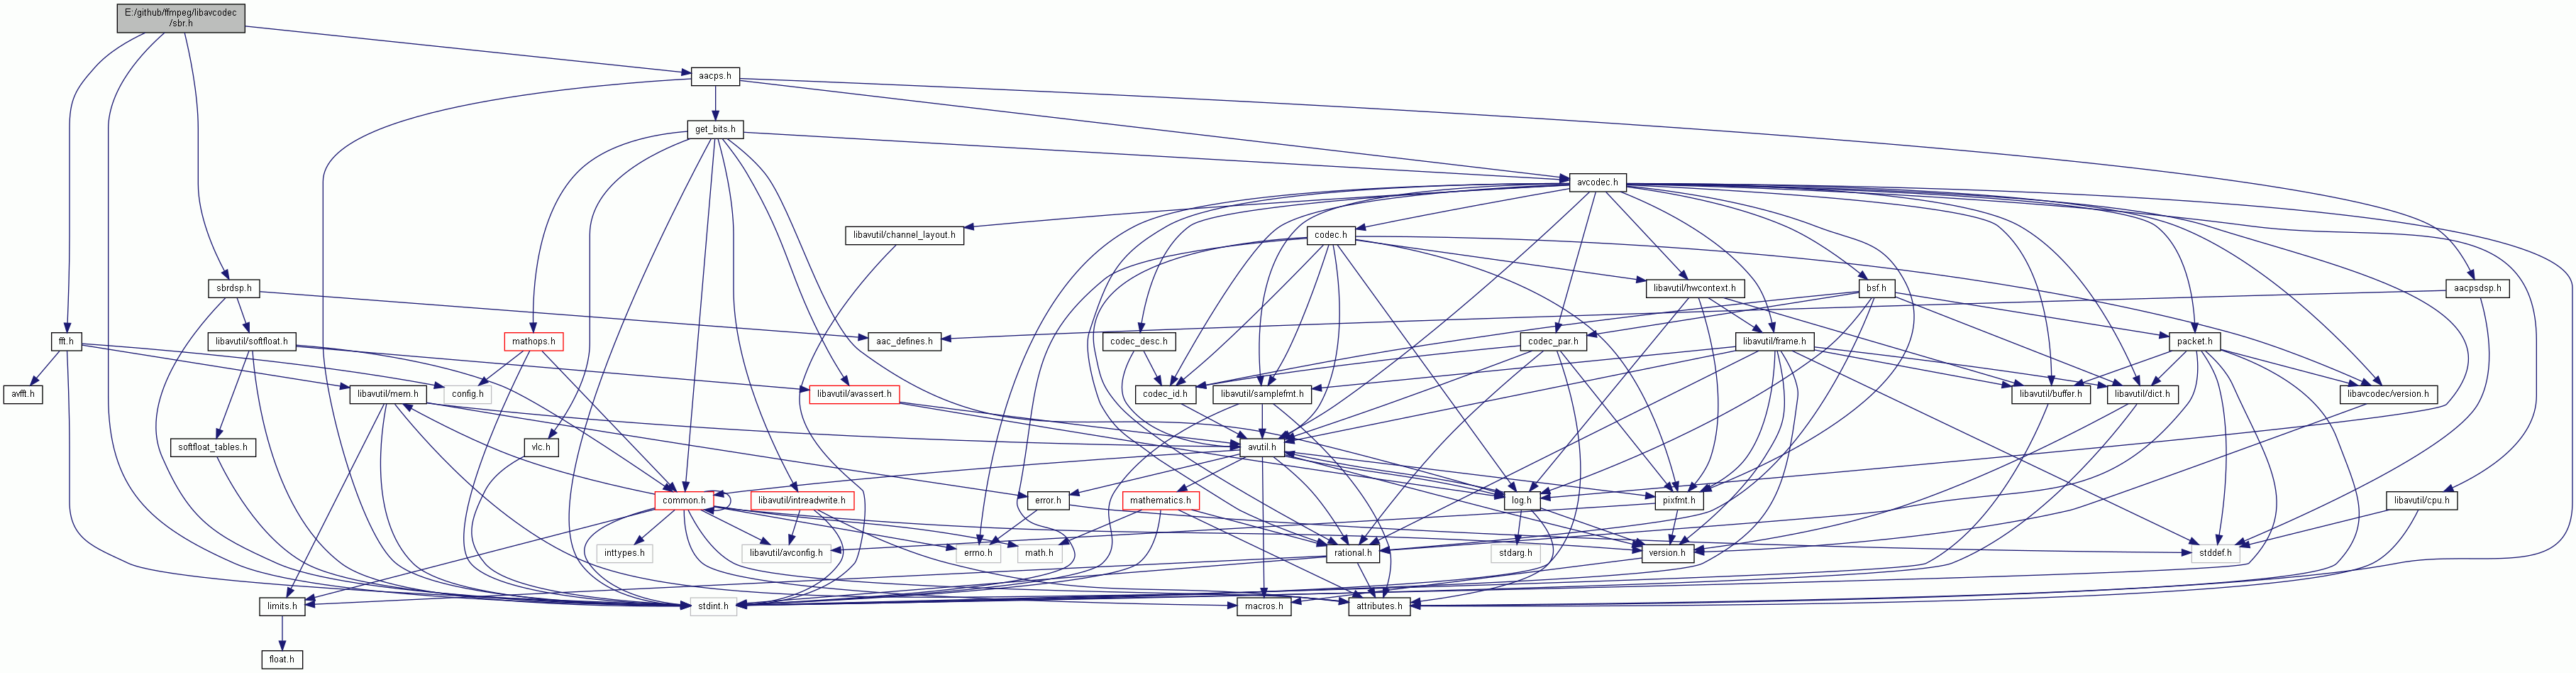 E:/github/ffmpeg/libavcodec
/sbr.h
aacps.h
get_bits.h
avcodec.h
libavutil/channel_layout.h
codec.h
sbrdsp.h
libavutil/hwcontext.h
bsf.h
aacpsdsp.h
fft.h
libavutil/softfloat.h
mathops.h
aac_defines.h
codec_desc.h
codec_par.h
libavutil/frame.h
packet.h
avfft.h
libavutil/mem.h
config.h
libavutil/avassert.h
codec_id.h
libavutil/samplefmt.h
libavutil/buffer.h
libavutil/dict.h
libavcodec/version.h
softfloat_tables.h
vlc.h
avutil.h
common.h
libavutil/intreadwrite.h
error.h
mathematics.h
log.h
pixfmt.h
libavutil/cpu.h
inttypes.h
libavutil/avconfig.h
errno.h
math.h
rational.h
stdarg.h
version.h
stddef.h
limits.h
stdint.h
macros.h
attributes.h
float.h